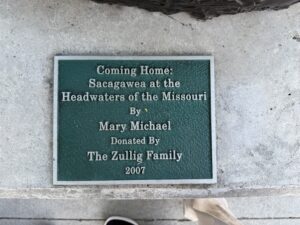 Coming Home:
Sacagawea at the
Headwaters of the Missouri
By
Mary Michael
Donated By
The Zullig Family
2007